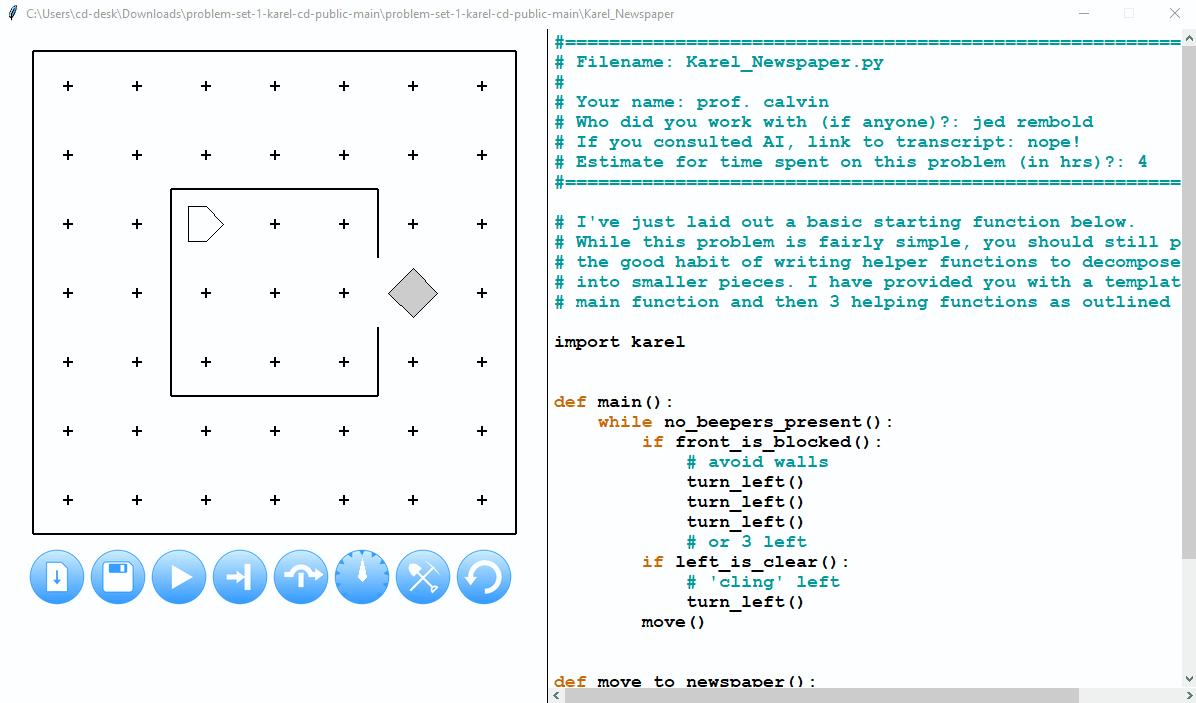 C:\Users\cd-desk\Downloads\problem-set-1-karel-cd-public-main\problem-set-1-karel-cd-public-main\Karel_Newspaper
#========================================================
# Filename: Karel_Newspaper.py
#
# Your name: prof. calvin
# Who did you work with (if anyone)?: jed rembold
# If you consulted AI, link to transcript: nope!
# Estimate for time spent on this problem (in hrs)?: 4
#========================================================
# I've just laid out a basic starting function below.
# While this problem is fairly simple, you should still p
# the good habit of writing helper functions to decompose
# into smaller pieces. I have provided you with a templat
# main function and then 3 helping functions as outlined
import karel
def main():
    while no_beepers_present():
        if front_is_blocked():
            # avoid walls
            turn_left()
            turn_left()
            turn_left()
            # or 3 left
        if left_is_clear():
            # 'cling' left
            turn_left()
        move()
def move_to_newspaper():